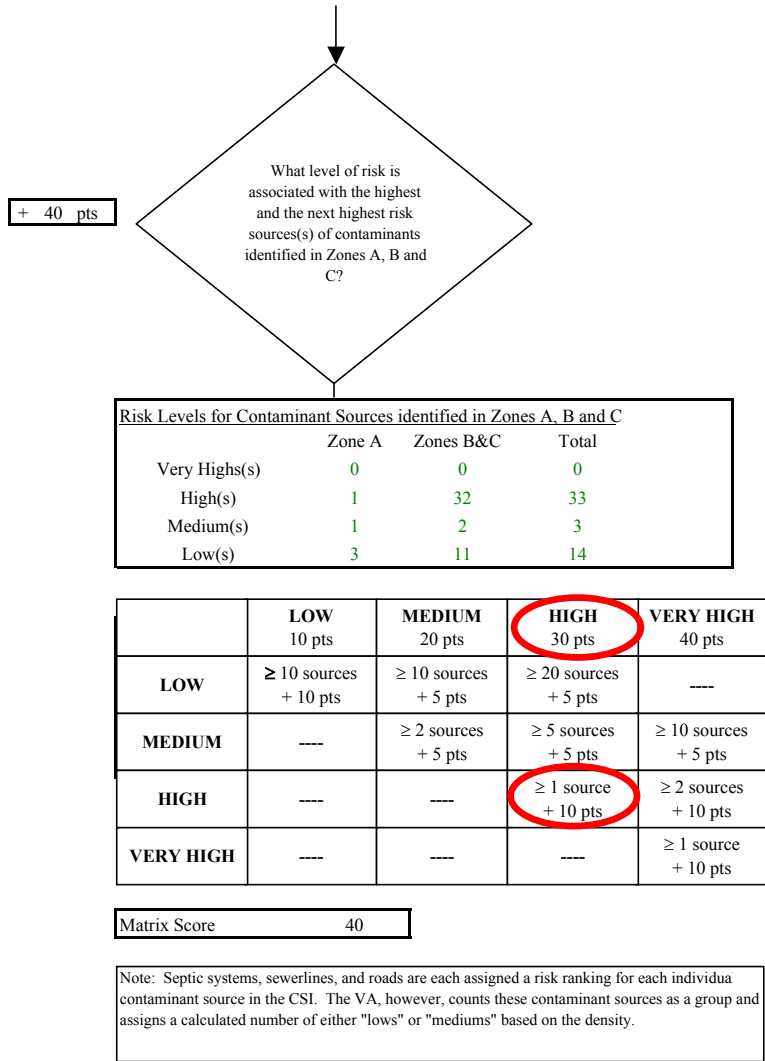 What level of risk is
associated with the highest
+ 40 pts
and the next highest risk
sources(s) of contaminants
identified in Zones A, B and
C?
Risk Levels for Contaminant Sources identified in Zones A, B and C
Zone A Zones B&C Total
Very Highs(s) 0 0 0
High(s) 1 32 33
Medium(s) 1 2 3
Low(s) 3 11 14
LOW MEDIUM HIGH VERY HIGH
10 pts 20 pts 30 pts 40 pts
LOW ≥ 10 sources ≥ 10 sources ≥ 20 sources ----
+ 10 pts + 5 pts + 5 pts
MEDIUM ---- ≥ 2 sources ≥ 5 sources ≥ 10 sources
+ 5 pts + 5 pts + 5 pts
HIGH ---- ---- ≥ 1 source ≥ 2 sources
+ 10 pts + 10 pts
VERY HIGH ---- ---- ---- ≥ 1 source
+ 10 pts
Matrix Score 40
Note: Septic systems, sewerlines, and roads are each assigned a risk ranking for each individua
contaminant source in the CSI. The VA, however, counts these contaminant sources as a group and
assigns a calculated number of either "lows" or "mediums" based on the density.